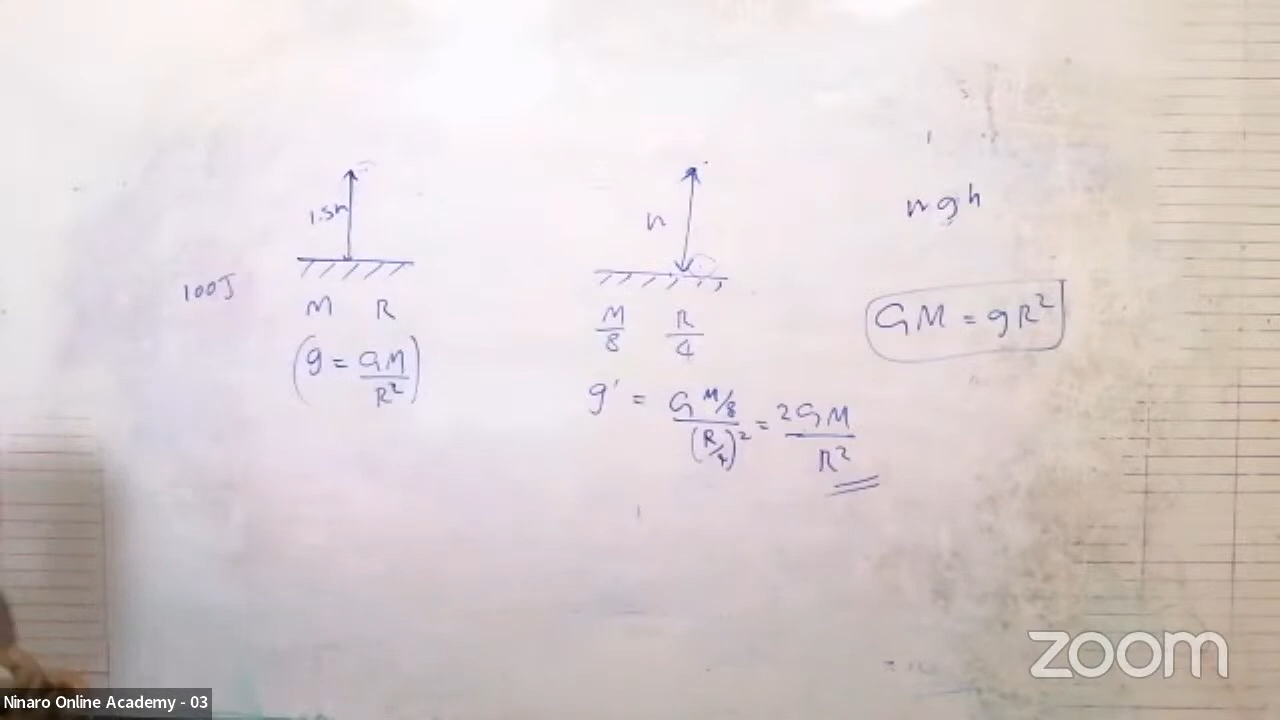 1.5h
h
mgh
100J
M R
M/8 R/4
GM = gR²
(g = GM/R²)
g' = G M/8 / (R/4)² = 2GM/R²
zoom
Ninaro Online Academy - 03